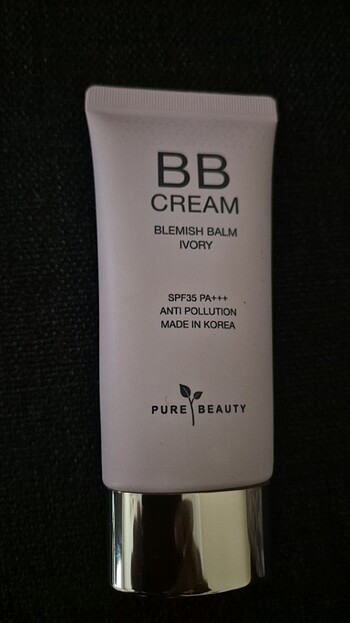 BB
CREAM
BLEMISH BALM
IVORY
SPF35 PA+++
ANTI POLLUTION
MADE IN KOREA
PURE BEAUTY